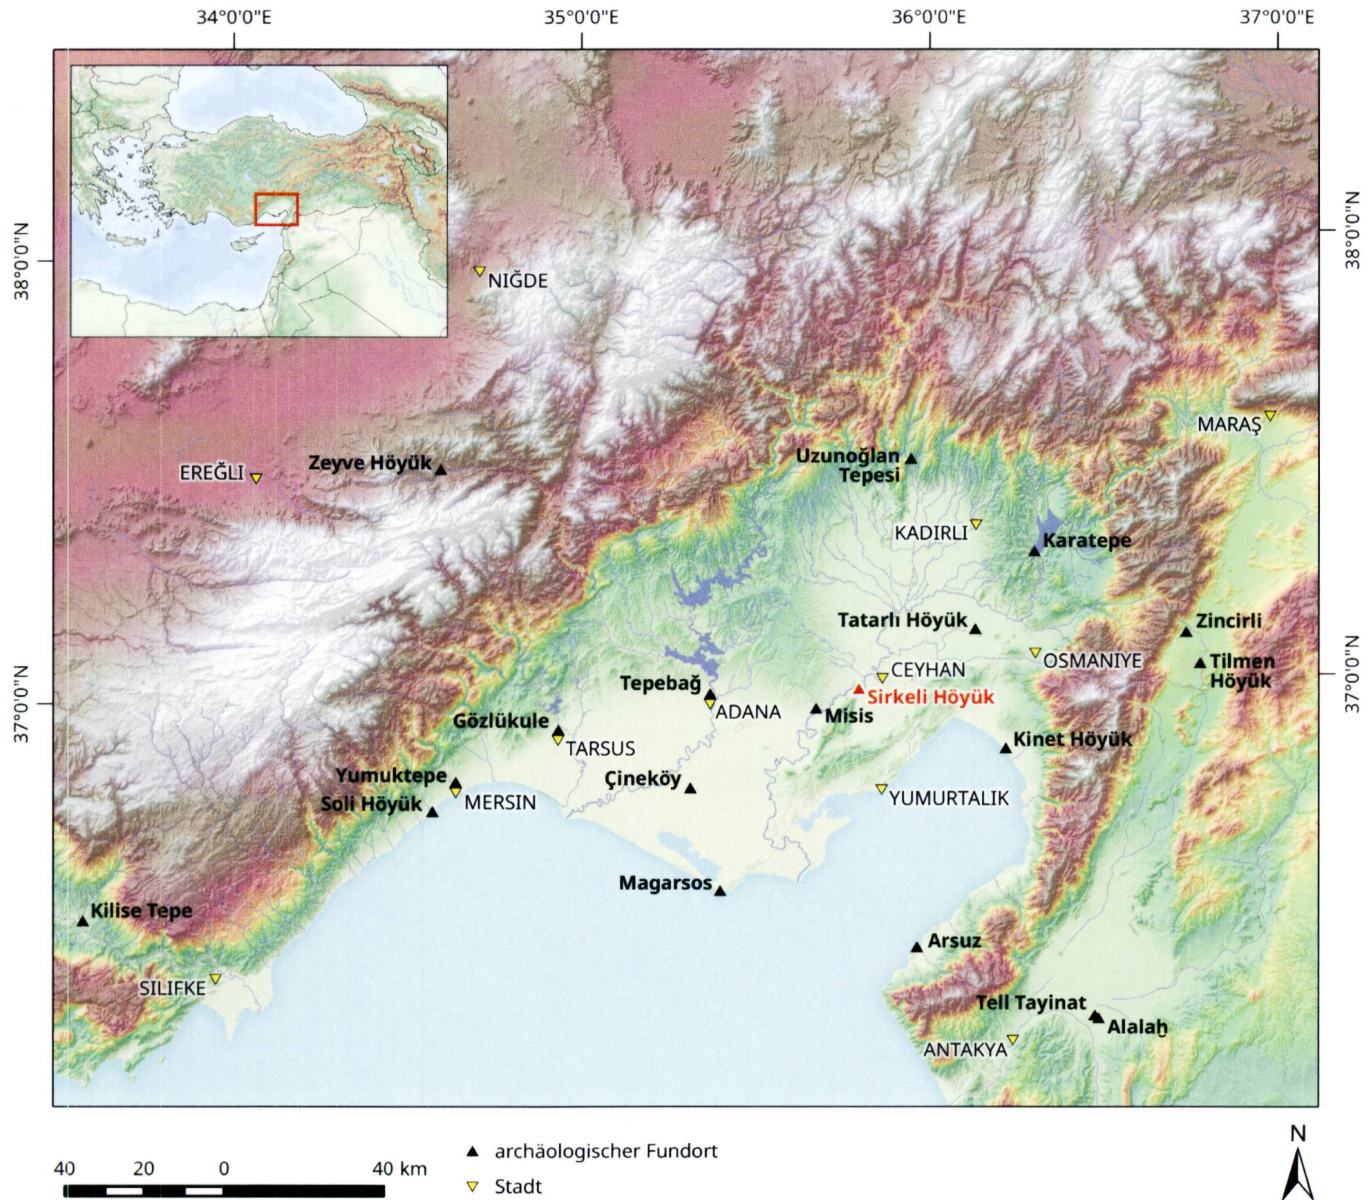 34°0'0"E
35°0'0"E
36°0'0"E
37°0'0"E
38°0'0"N
38°0'0"N
NIĞDE
MARAŞ
EREĞLI
Zeyve Höyük
Uzunoğlan
Tepesi
KADIRLI
Karatepe
Tatarlı Höyük
Zincirli
OSMANIYE
Tilmen
Höyük
CEYHAN
Sirkeli Höyük
37°0'0"N
37°0'0"N
Tepebağ
ADANA
Misis
Gözlükule
TARSUS
Kinet Höyük
Yumuktepe
MERSIN
Çineköy
YUMURTALIK
Soli Höyük
Magarsos
Kilise Tepe
Arsuz
SILIFKE
Tell Tayinat
Alalaḫ
ANTAKYA
40 20 0 40 km
archäologischer Fundort
Stadt
N